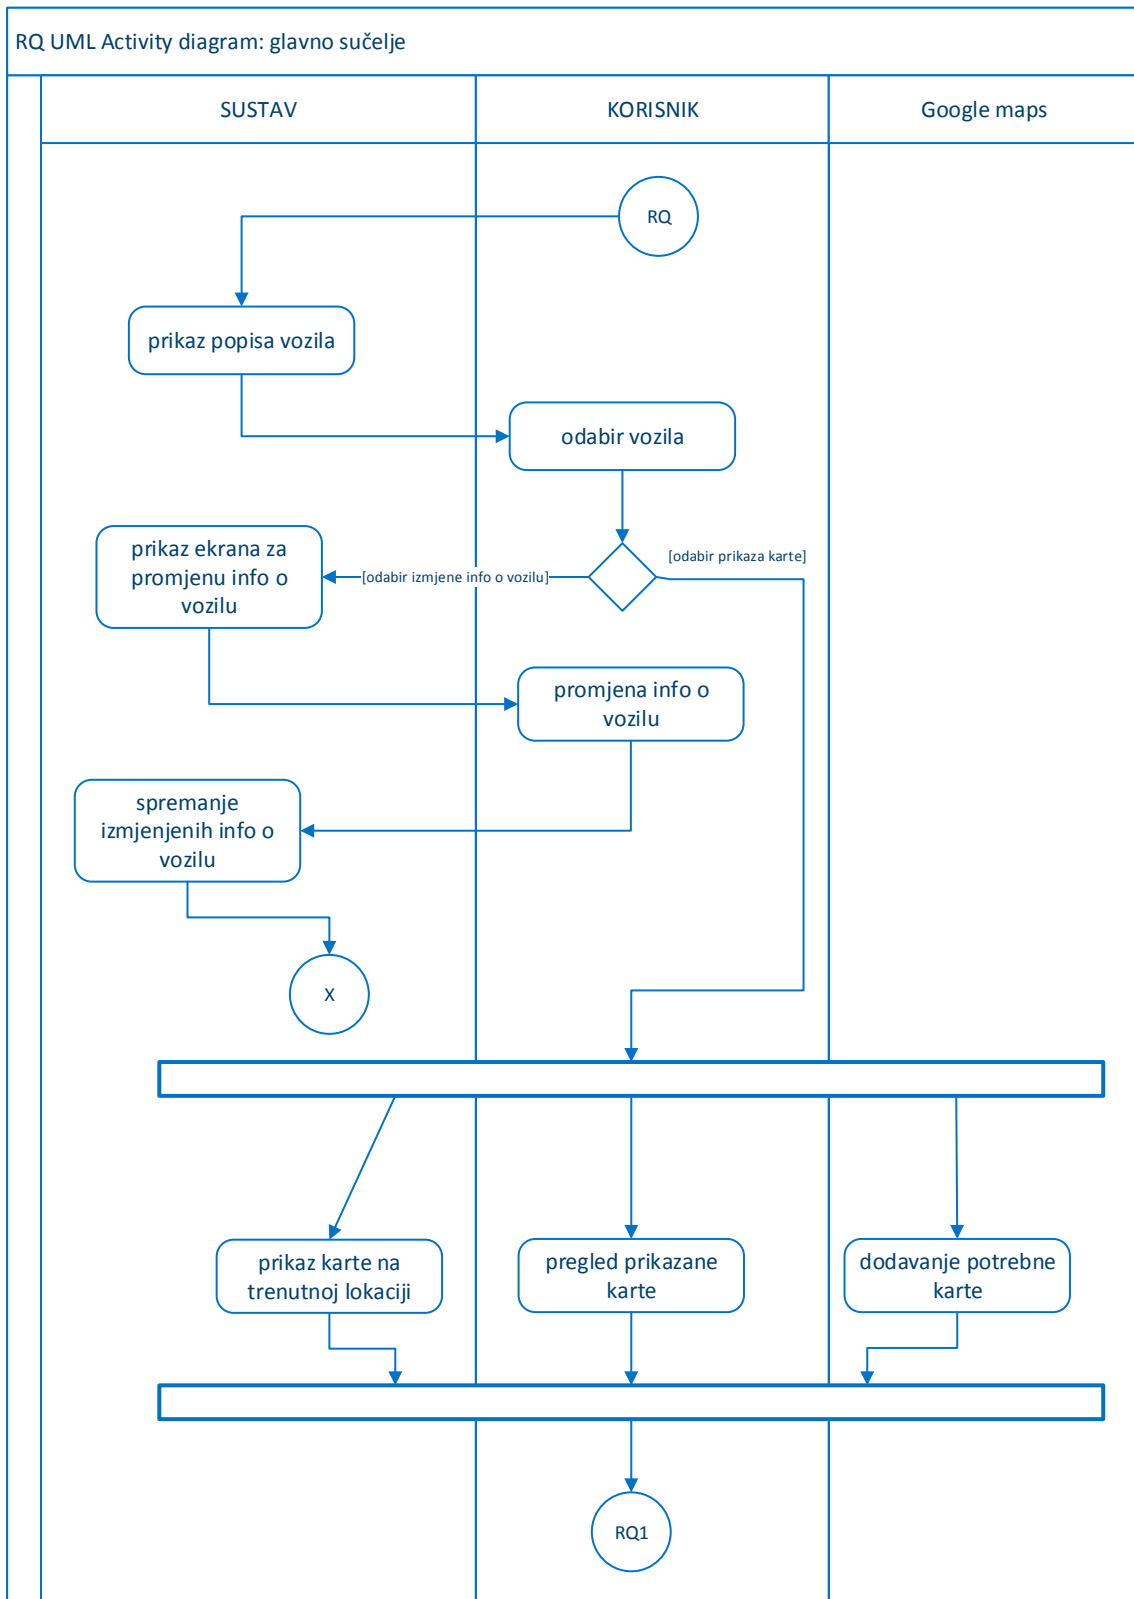 RQ UML Activity diagram: glavno sučelje
SUSTAV
KORISNIK
Google maps
RQ
prikaz popisa vozila
odabir vozila
prikaz ekrana za
promjenu info o
vozilu
[odabir izmjene info o vozilu]
[odabir prikaza karte]
promjena info o
vozilu
spremanje
izmjenjenih info o
vozilu
X
prikaz karte na
trenutnoj lokaciji
pregled prikazane
karte
dodavanje potrebne
karte
RQ1